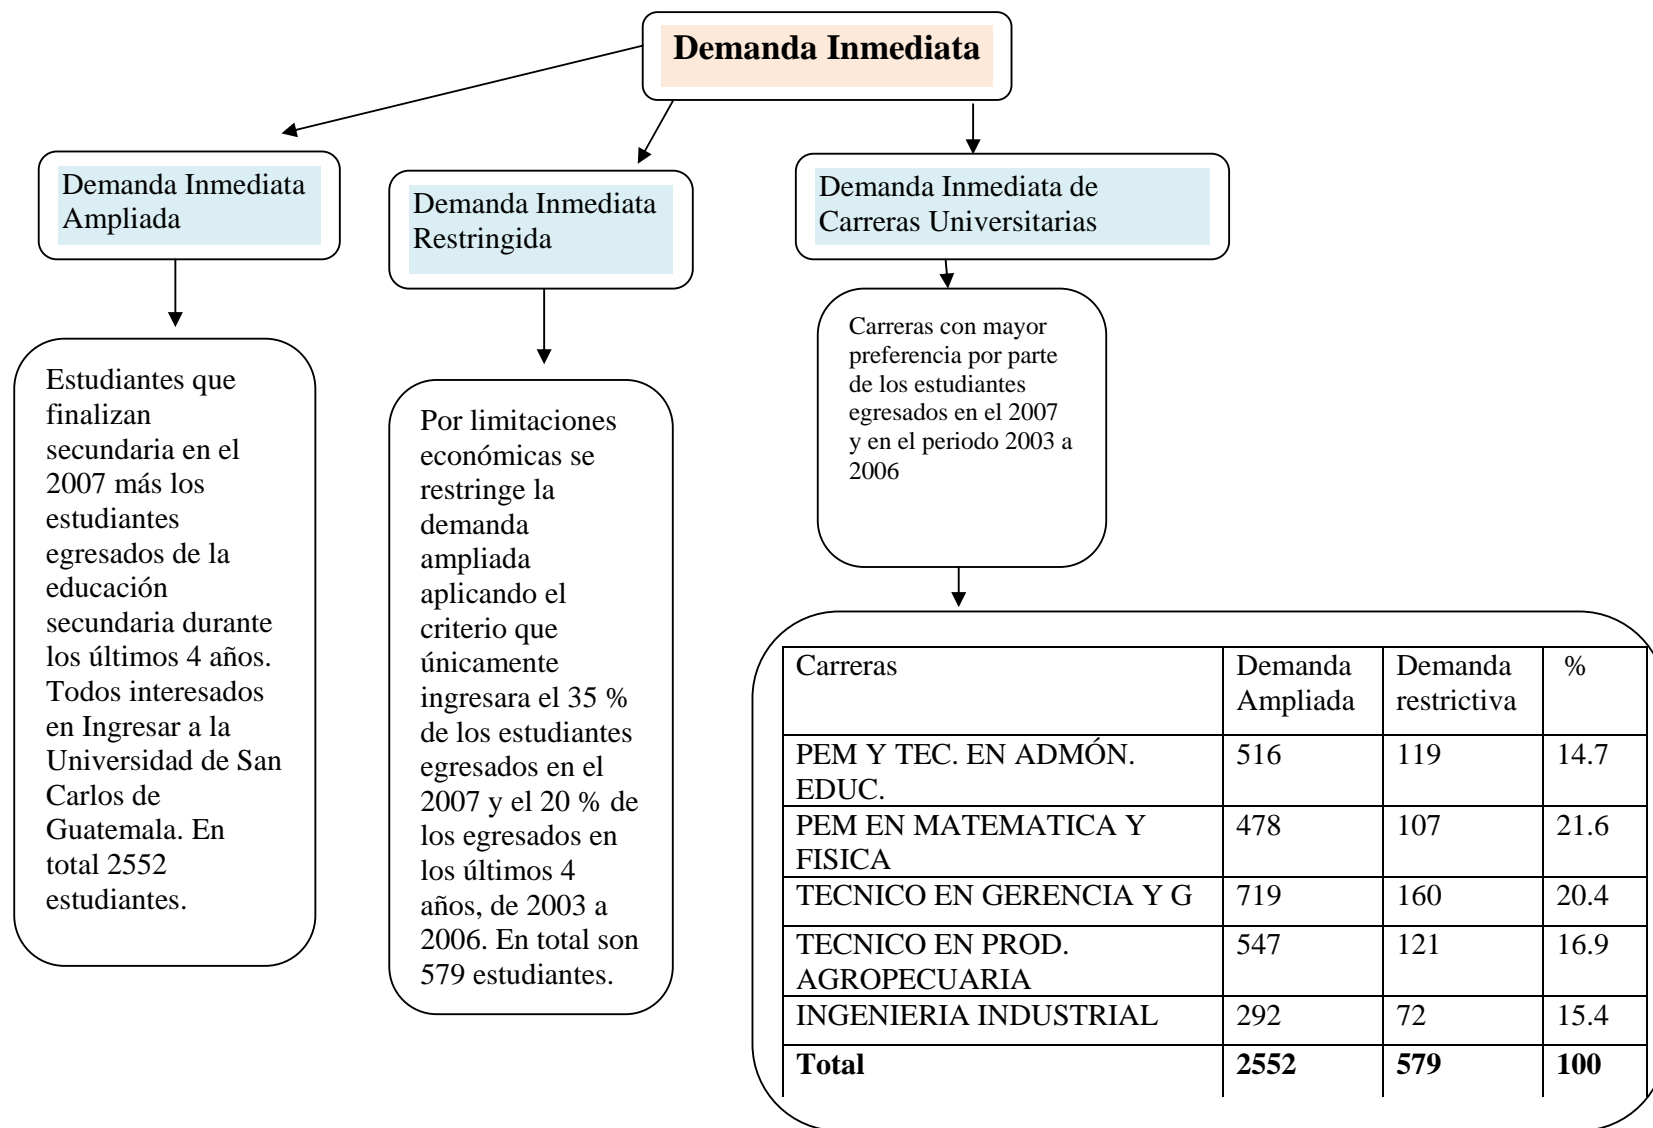 Demanda Inmediata
Demanda Inmediata
Ampliada
Estudiantes que
finalizan
secundaria en el
2007 más los
estudiantes
egresados de la
educación
secundaria durante
los últimos 4 años.
Todos interesados
en Ingresar a la
Universidad de San
Carlos de
Guatemala. En
total 2552
estudiantes.
Demanda Inmediata
Restringida
Por limitaciones
económicas se
restringe la
demanda
ampliada
aplicando el
criterio que
únicamente
ingresara el 35 %
de los estudiantes
egresados en el
2007 y el 20 % de
los egresados en
los últimos 4
años, de 2003 a
2006. En total son
579 estudiantes.
Demanda Inmediata de
Carreras Universitarias
Carreras con mayor
preferencia por parte
de los estudiantes
egresados en el 2007
y en el periodo 2003 a
2006
Carreras Demanda Demanda %
Ampliada restrictiva
PEM Y TEC. EN ADMÓN. 516 119 14.7
EDUC.
PEM EN MATEMATICA Y 478 107 21.6
FISICA
TECNICO EN GERENCIA Y G 719 160 20.4
TECNICO EN PROD. 547 121 16.9
AGROPECUARIA
INGENIERIA INDUSTRIAL 292 72 15.4
Total 2552 579 100